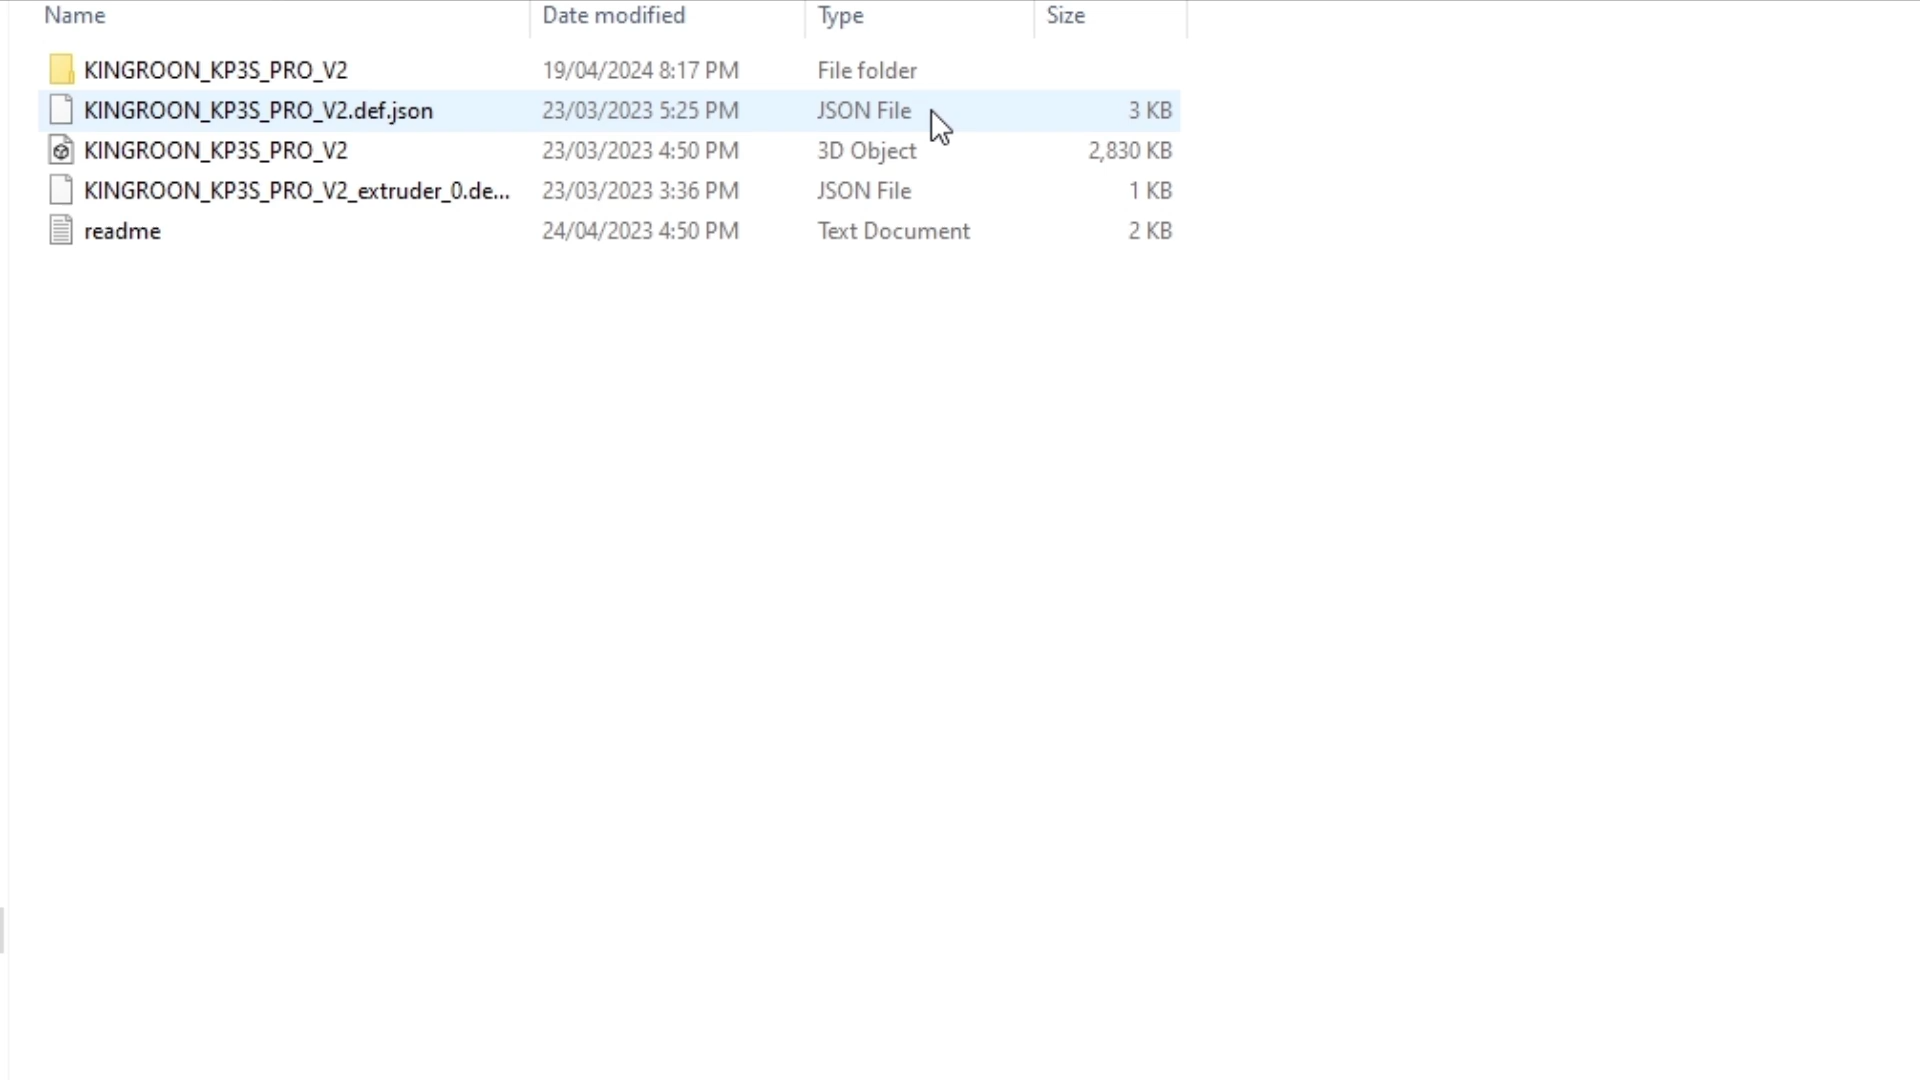 Name Date modified Type Size
KINGROON_KP3S_PRO_V2 19/04/2024 8:17 PM File folder
KINGROON_KP3S_PRO_V2.def.json 23/03/2023 5:25 PM JSON File 3 KB
KINGROON_KP3S_PRO_V2 23/03/2023 4:50 PM 3D Object 2,830 KB
KINGROON_KP3S_PRO_V2_extruder_0.de... 23/03/2023 3:36 PM JSON File 1 KB
readme 24/04/2023 4:50 PM Text Document 2 KB